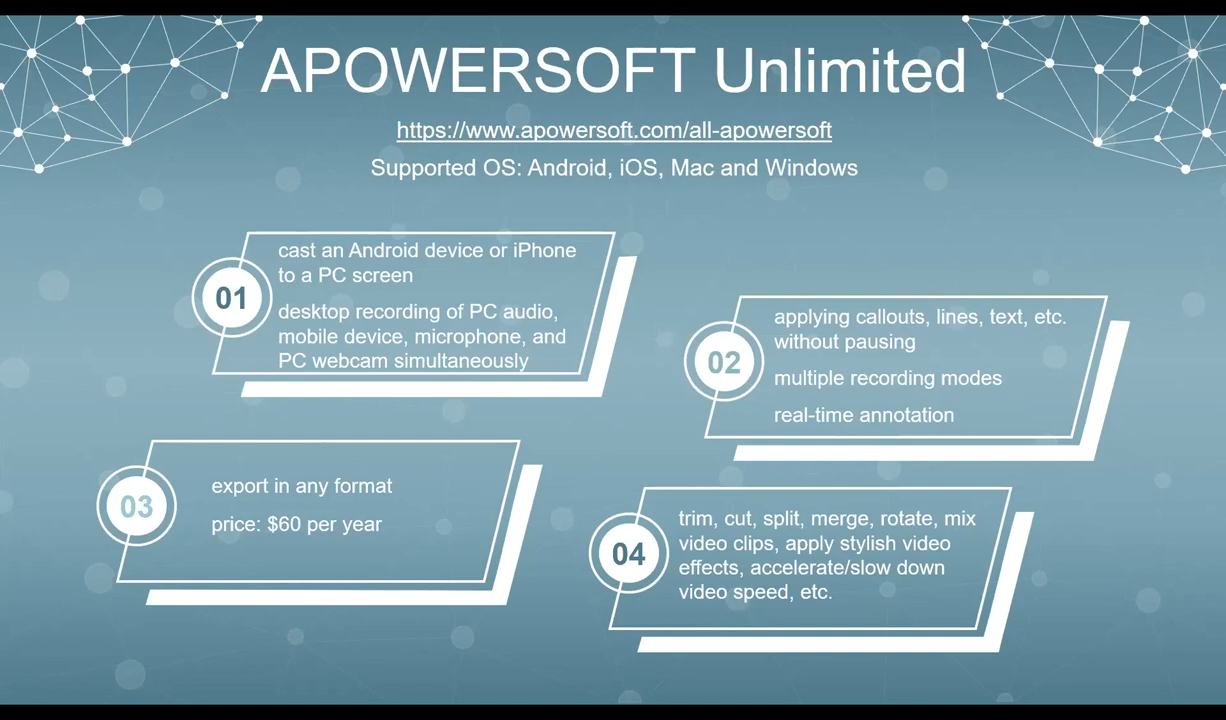 APOWERSOFT Unlimited
https://www.apowersoft.com/all-apowersoft
Supported OS: Android, iOS, Mac and Windows
01
cast an Android device or iPhone
to a PC screen
desktop recording of PC audio,
mobile device, microphone, and
PC webcam simultaneously
02
applying callouts, lines, text, etc.
without pausing
multiple recording modes
real-time annotation
03
export in any format
price: $60 per year
04
trim, cut, split, merge, rotate, mix
video clips, apply stylish video
effects, accelerate/slow down
video speed, etc.